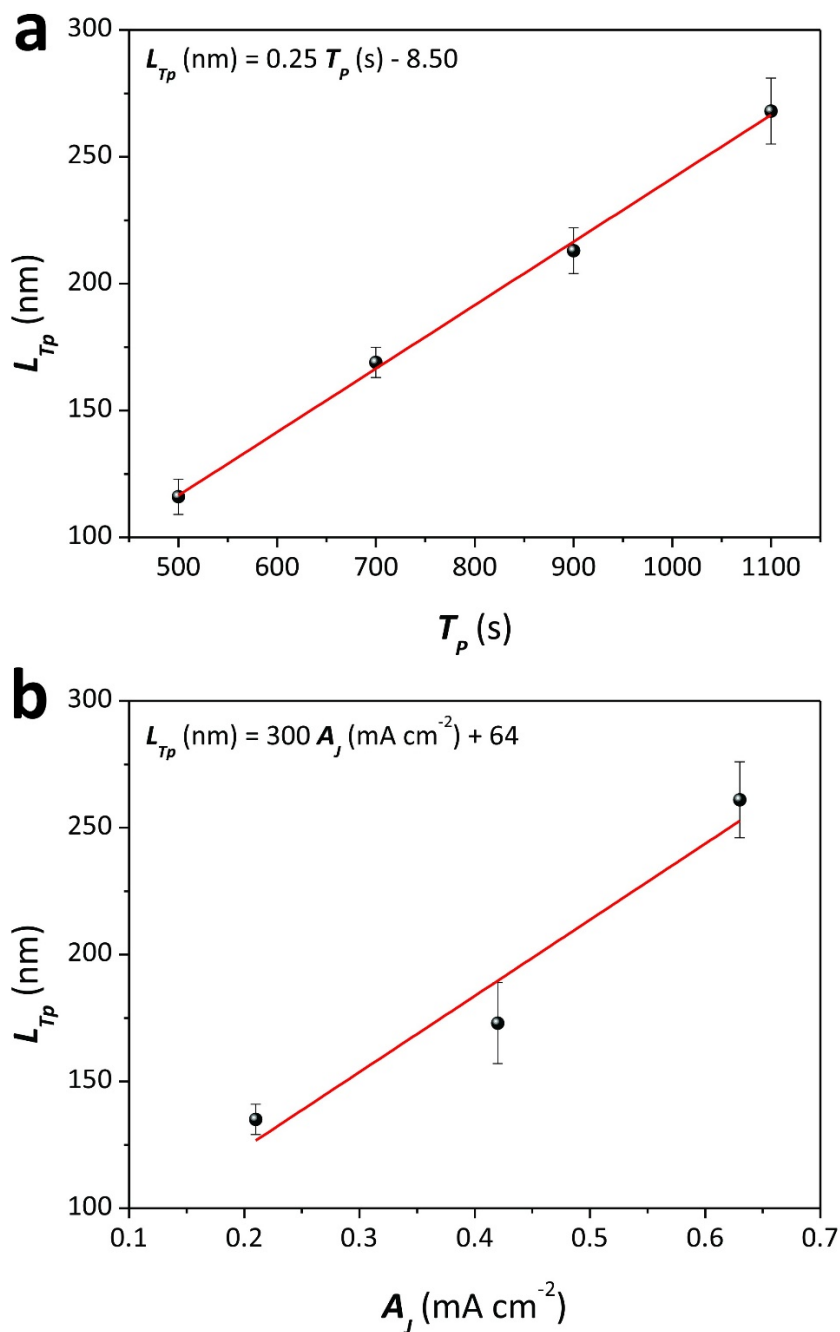 a
L_Tp (nm) = 0.25 T_P (s) - 8.50
300
250
200
150
100
L_Tp (nm)
500 600 700 800 900 1000 1100
T_P (s)
b
L_Tp (nm) = 300 A_J (mA cm⁻²) + 64
300
250
200
150
100
L_Tp (nm)
0.1 0.2 0.3 0.4 0.5 0.6 0.7
A_J (mA cm⁻²)